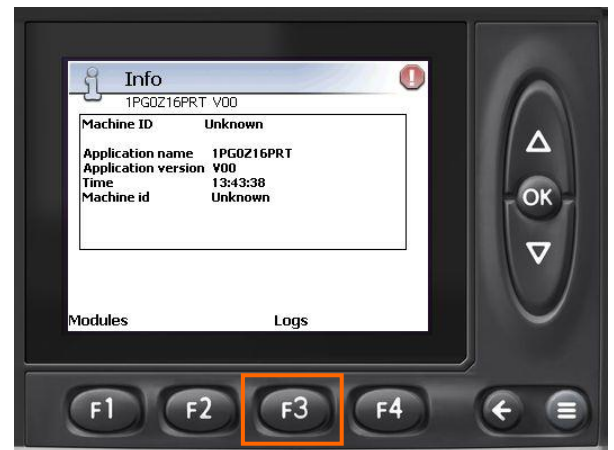 Info
1PG0Z16PRT V00
Machine ID Unknown
Application name 1PG0Z16PRT
Application version V00
Time 13:43:38
Machine id Unknown
Modules Logs
OK
F1 F2 F3 F4